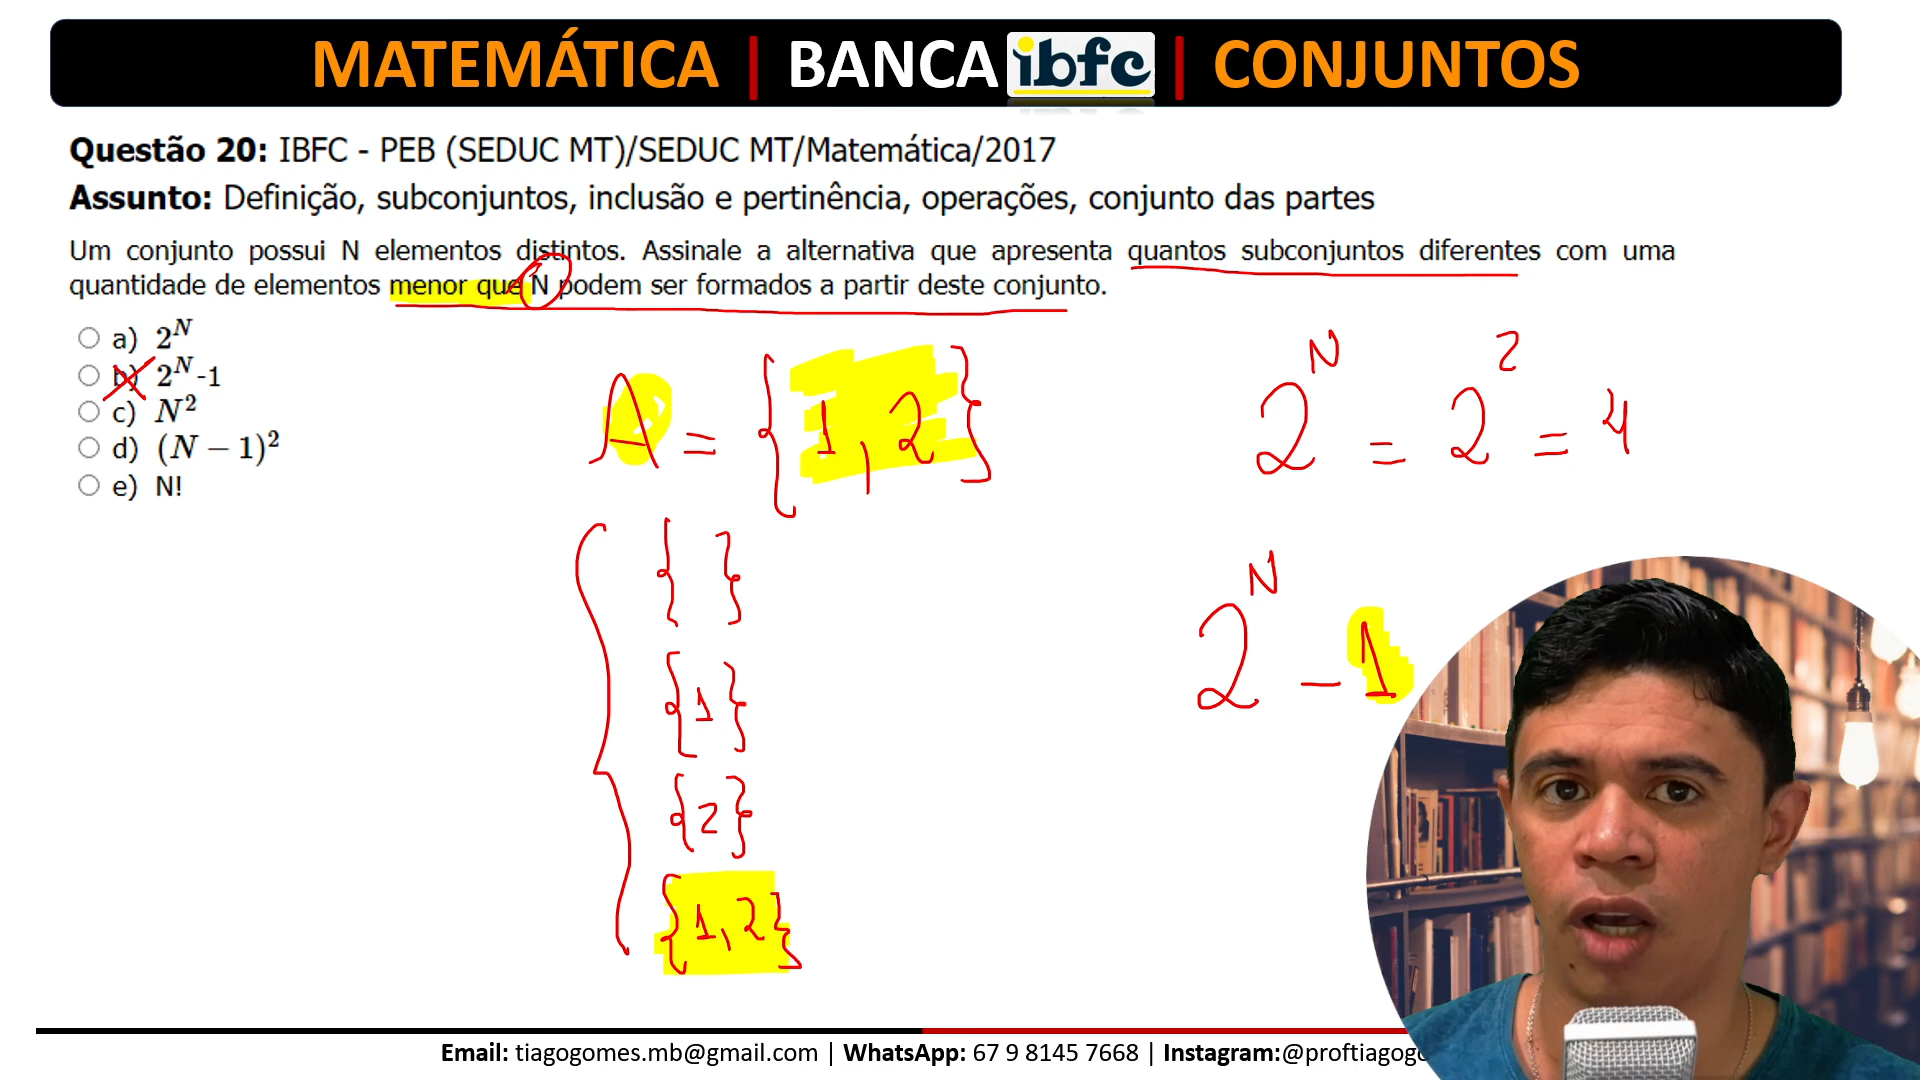 MATEMÁTICA | BANCA ibfc | CONJUNTOS
Questão 20: IBFC - PEB (SEDUC MT)/SEDUC MT/Matemática/2017
Assunto: Definição, subconjuntos, inclusão e pertinência, operações, conjunto das partes
Um conjunto possui N elementos distintos. Assinale a alternativa que apresenta quantos subconjuntos diferentes com uma
quantidade de elementos menor que N podem ser formados a partir deste conjunto.
a) 2^N
b) 2^N-1
c) N^2
d) (N – 1)^2
e) N!
A = {1, 2}
2^N = 2^2 = 4
{ }
{1}
{2}
{1, 2}
2^N – 1
Email: tiagogomes.mb@gmail.com | WhatsApp: 67 9 8145 7668 | Instagram:@proftiagog